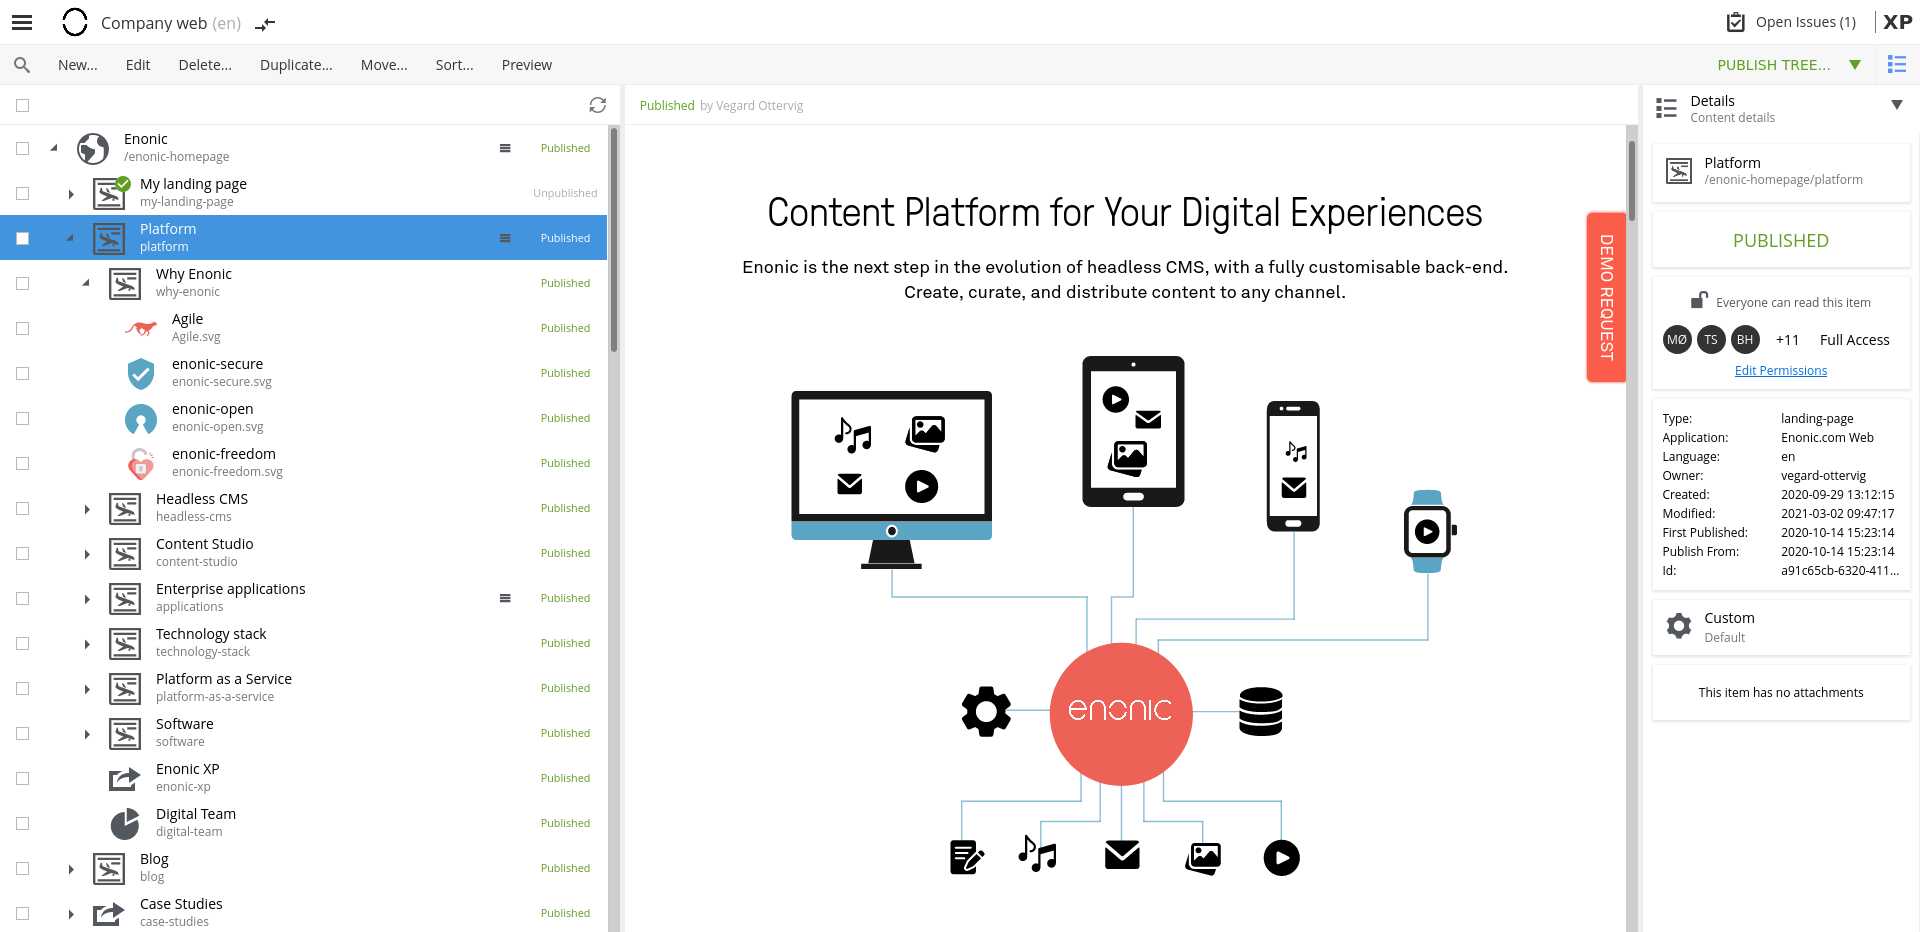 Company web (en)
Open Issues (1)
XP
New...
Edit
Delete...
Duplicate...
Move...
Sort...
Preview
PUBLISH TREE...
Enonic
/enonic-homepage
Published
My landing page
my-landing-page
Unpublished
Platform
platform
Published
Why Enonic
why-enonic
Published
Agile
Agile.svg
Published
enonic-secure
enonic-secure.svg
Published
enonic-open
enonic-open.svg
Published
enonic-freedom
enonic-freedom.svg
Published
Headless CMS
headless-cms
Published
Content Studio
content-studio
Published
Enterprise applications
applications
Published
Technology stack
technology-stack
Published
Platform as a Service
platform-as-a-service
Published
Software
software
Published
Enonic XP
enonic-xp
Published
Digital Team
digital-team
Published
Blog
blog
Published
Case Studies
case-studies
Published
Published by Vegard Ottervig
Content Platform for Your Digital Experiences
Enonic is the next step in the evolution of headless CMS, with a fully customisable back-end.
Create, curate, and distribute content to any channel.
DEMO REQUEST
enonic
Details
Content details
Platform
/enonic-homepage/platform
PUBLISHED
Everyone can read this item
MØ TS BH +11 Full Access
Edit Permissions
Type: landing-page
Application: Enonic.com Web
Language: en
Owner: vegard-ottervig
Created: 2020-09-29 13:12:15
Modified: 2021-03-02 09:47:17
First Published: 2020-10-14 15:23:14
Publish From: 2020-10-14 15:23:14
Id: a91c65cb-6320-411...
Custom
Default
This item has no attachments